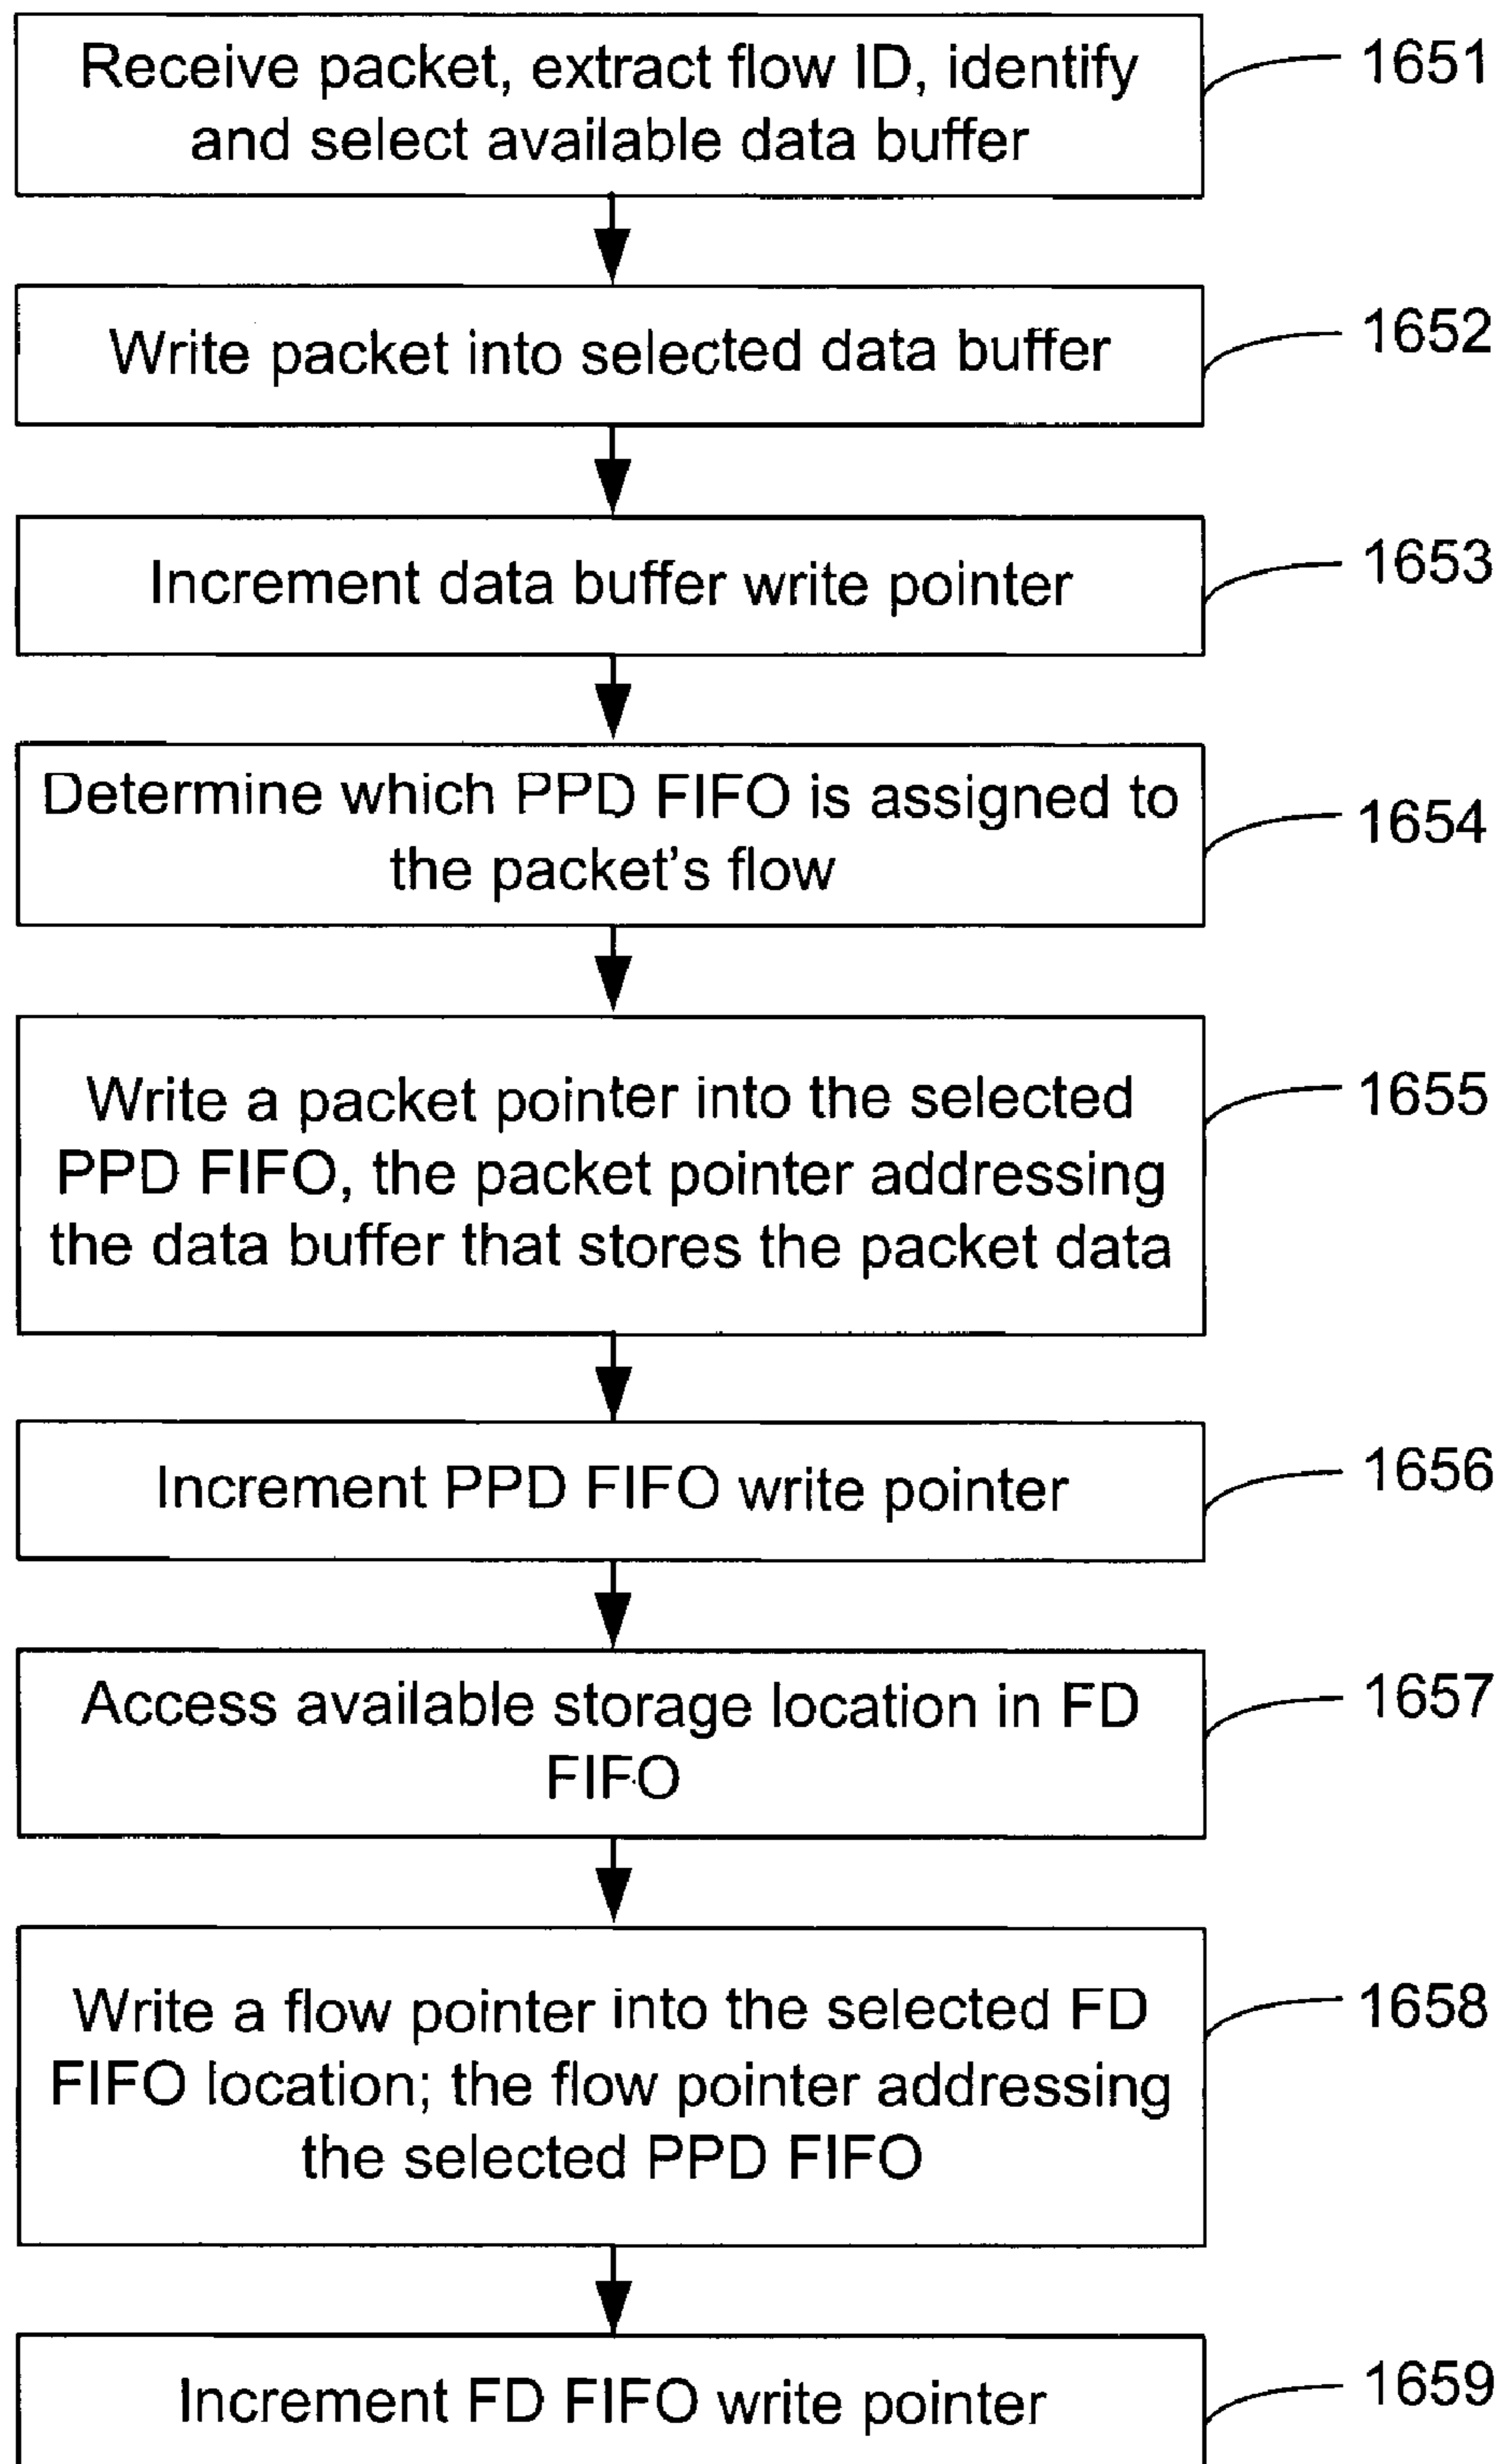 Receive packet, extract flow ID, identify
and select available data buffer
1651
Write packet into selected data buffer
1652
Increment data buffer write pointer
1653
Determine which PPD FIFO is assigned to
the packet's flow
1654
Write a packet pointer into the selected
PPD FIFO, the packet pointer addressing
the data buffer that stores the packet data
1655
Increment PPD FIFO write pointer
1656
Access available storage location in FD
FIFO
1657
Write a flow pointer into the selected FD
FIFO location; the flow pointer addressing
the selected PPD FIFO
1658
Increment FD FIFO write pointer
1659